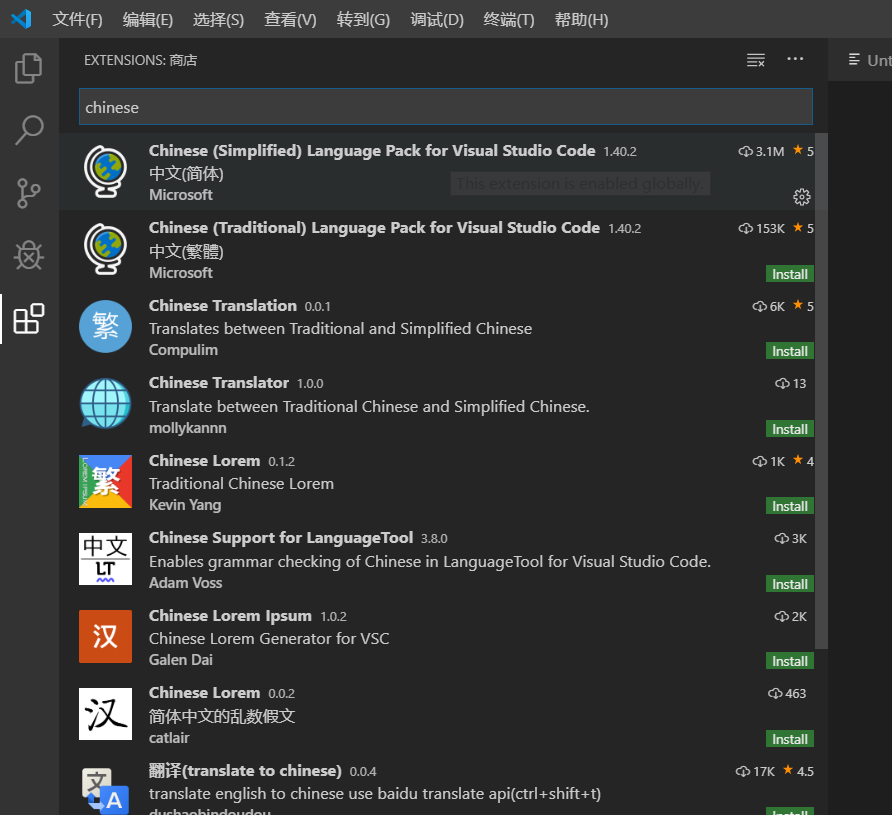 文件(F) 编辑(E) 选择(S) 查看(V) 转到(G) 调试(D) 终端(T) 帮助(H)
EXTENSIONS: 商店
Unt
chinese
Chinese (Simplified) Language Pack for Visual Studio Code 1.40.2 3.1M 5
中文(简体)
This extension is enabled globally.
Microsoft
Chinese (Traditional) Language Pack for Visual Studio Code 1.40.2 153K 5
中文(繁體)
Microsoft Install
繁
Chinese Translation 0.0.1 6K 5
Translates between Traditional and Simplified Chinese
Compulim Install
Chinese Translator 1.0.0 13
Translate between Traditional Chinese and Simplified Chinese.
mollykannn Install
LOREM IPSUM
繁
Chinese Lorem 0.1.2 1K 4
Traditional Chinese Lorem
Kevin Yang Install
中文
LT
Chinese Support for LanguageTool 3.8.0 3K
Enables grammar checking of Chinese in LanguageTool for Visual Studio Code.
Adam Voss Install
汉
Chinese Lorem Ipsum 1.0.2 2K
Chinese Lorem Generator for VSC
Galen Dai Install
汉
Chinese Lorem 0.0.2 463
简体中文的乱数假文
catlair Install
文
A
翻译(translate to chinese) 0.0.4 17K 4.5
translate english to chinese use baidu translate api(ctrl+shift+t)
dushaobindoudou Install